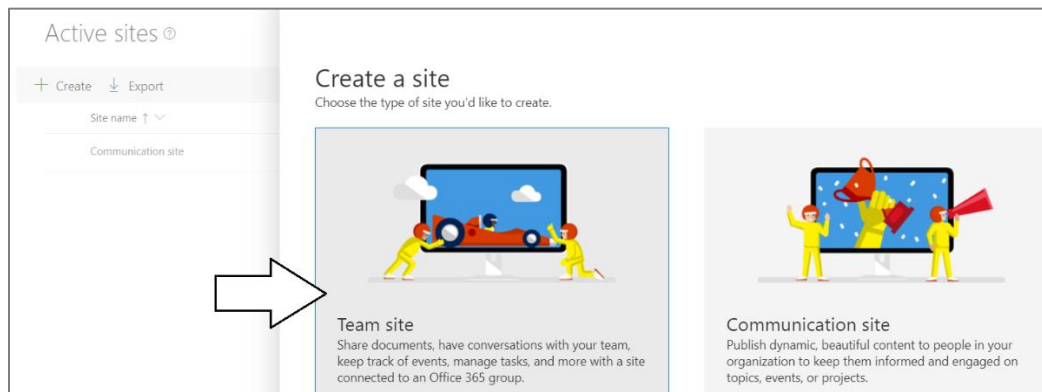 Active sites
Create Export
Site name
Communication site
Create a site
Choose the type of site you'd like to create.
Team site
Share documents, have conversations with your team,
keep track of events, manage tasks, and more with a site
connected to an Office 365 group.
Communication site
Publish dynamic, beautiful content to people in your
organization to keep them informed and engaged on
topics, events, or projects.